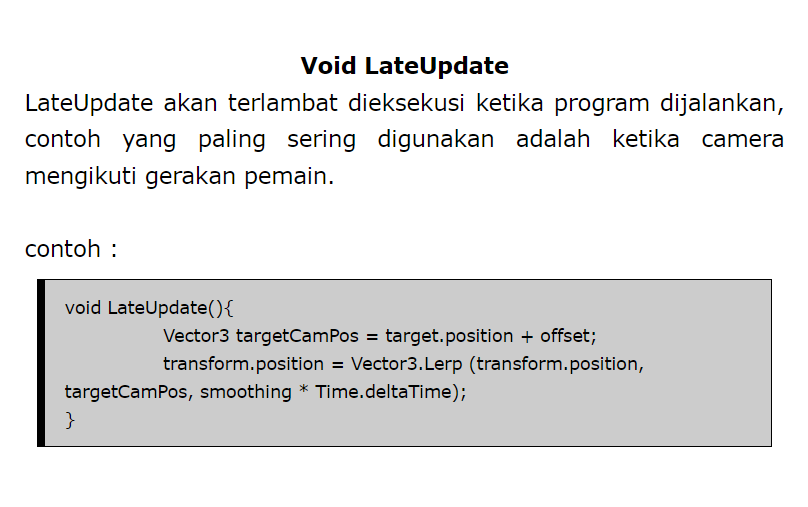 Void LateUpdate
LateUpdate akan terlambat dieksekusi ketika program dijalankan,
contoh yang paling sering digunakan adalah ketika camera
mengikuti gerakan pemain.
contoh :
void LateUpdate(){
Vector3 targetCamPos = target.position + offset;
transform.position = Vector3.Lerp (transform.position,
targetCamPos, smoothing * Time.deltaTime);
}